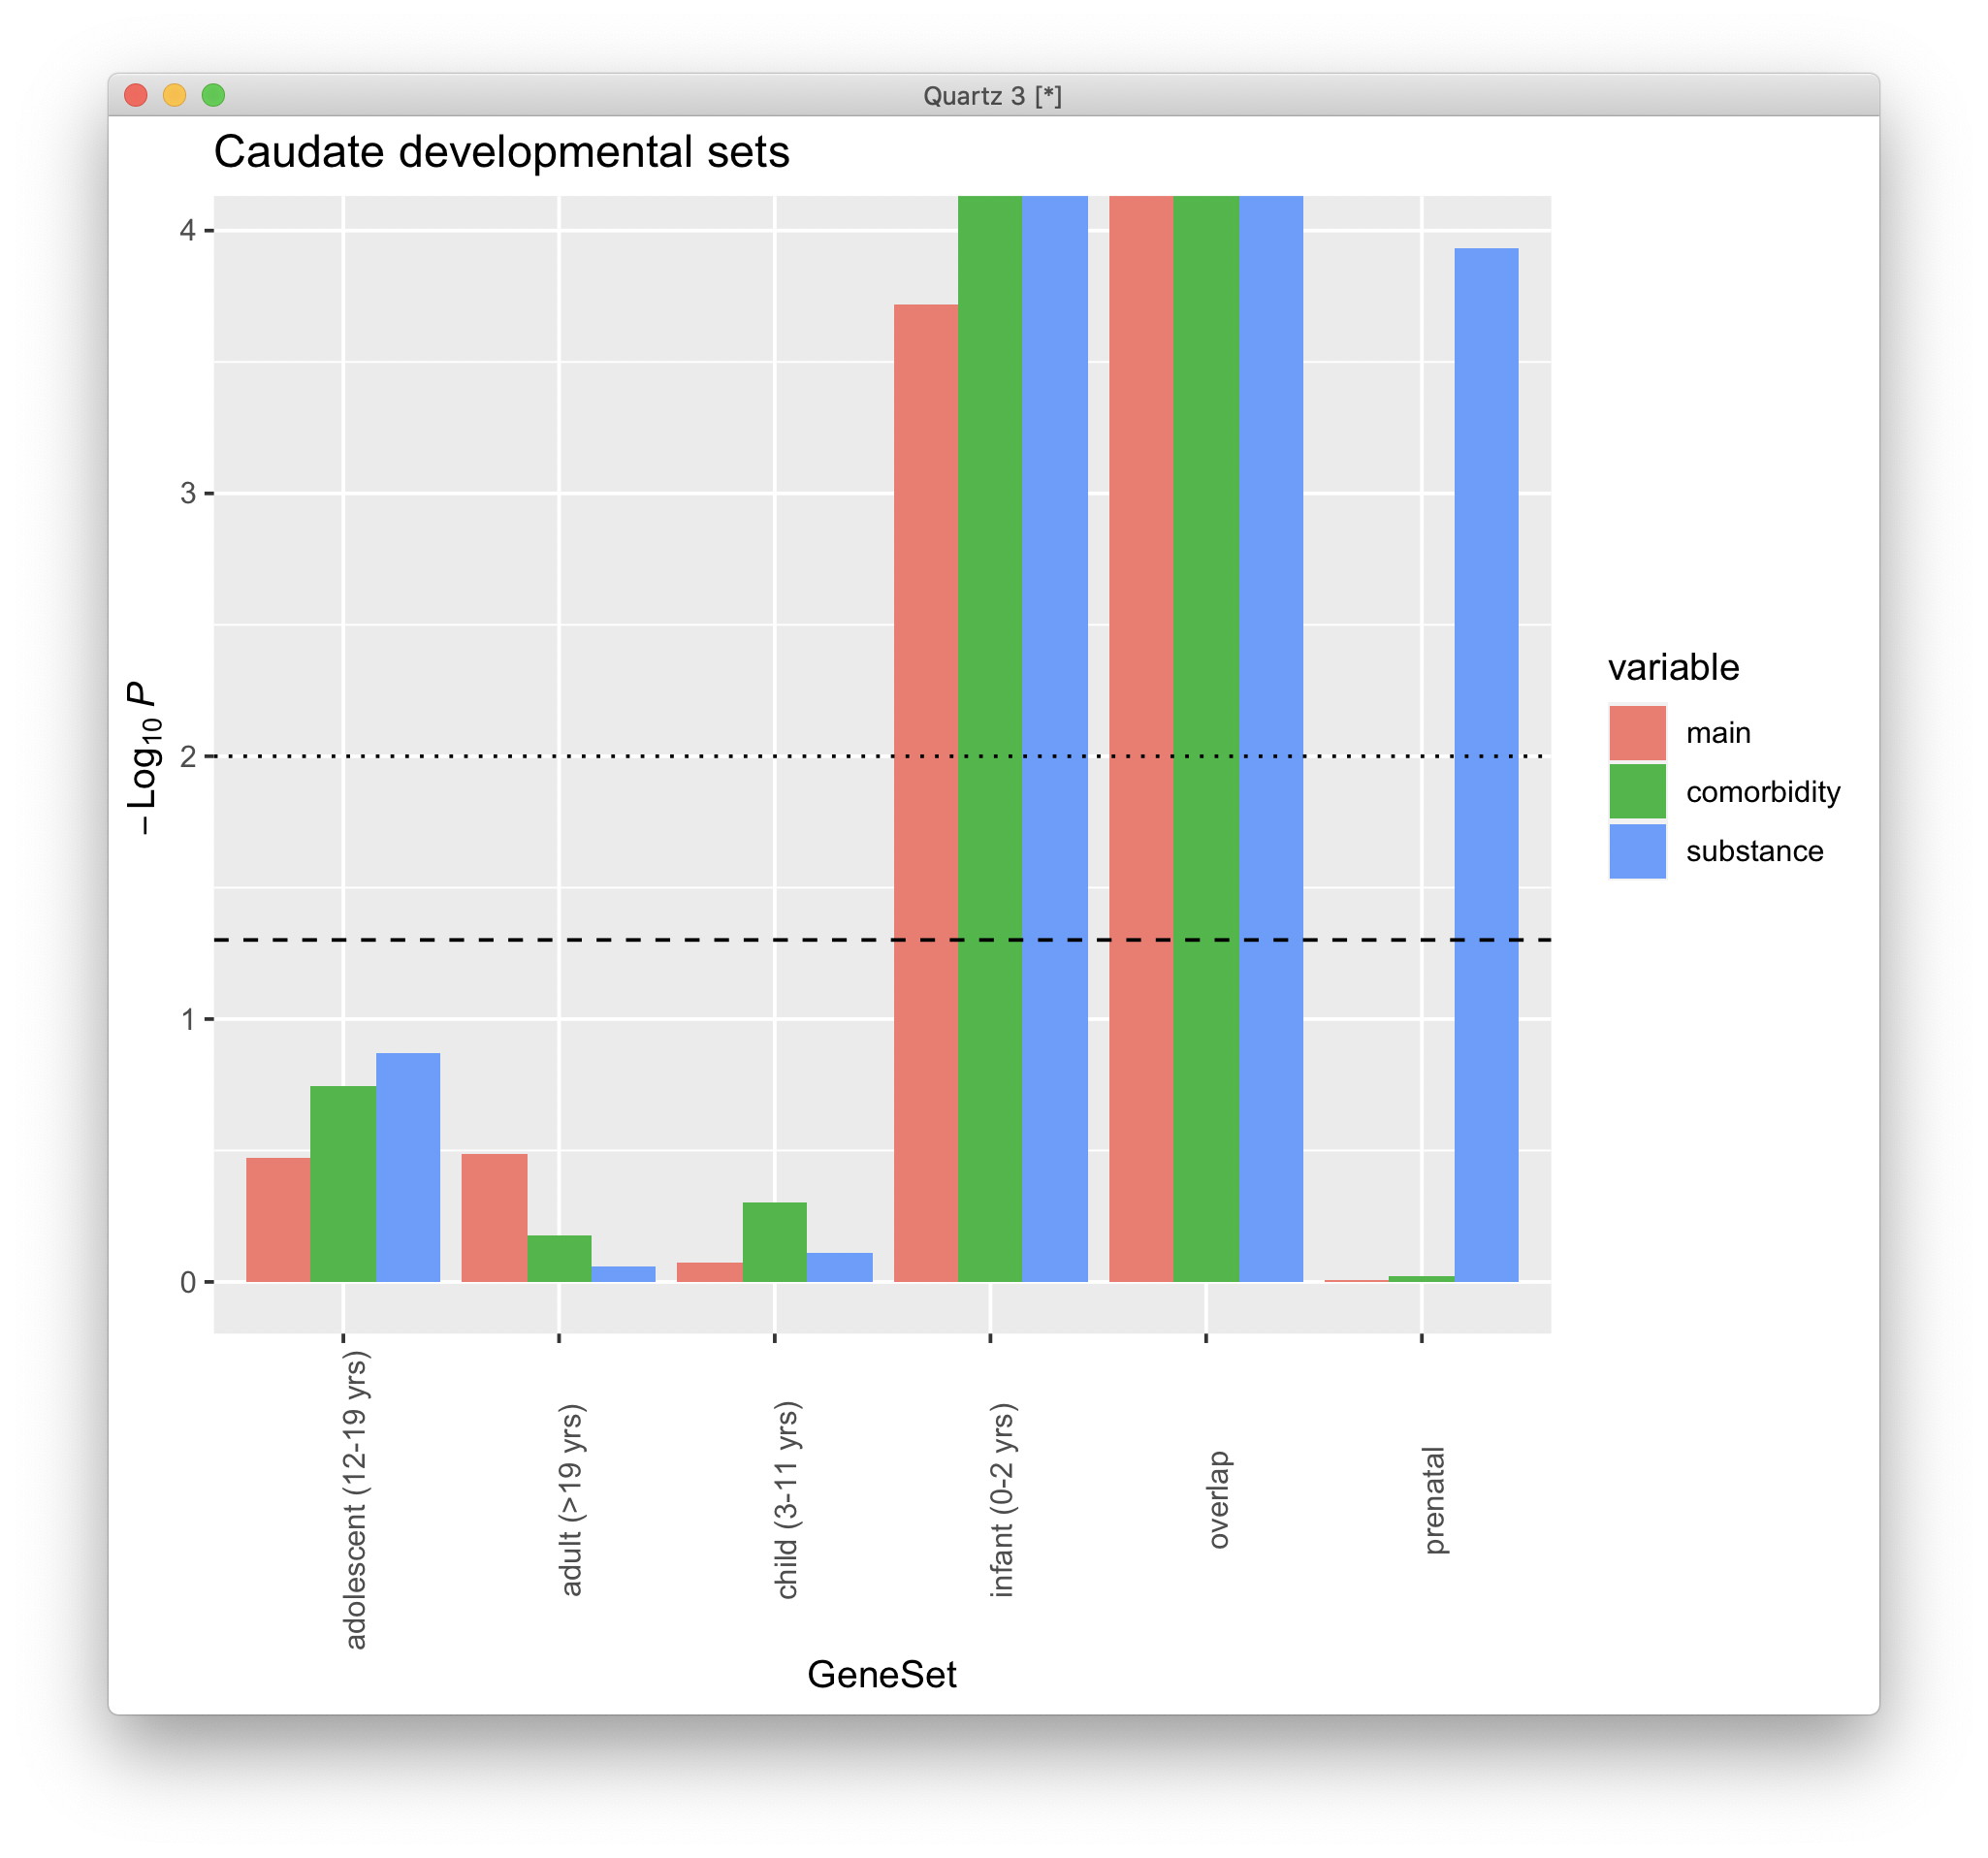 Quartz 3 [*]
Caudate developmental sets
4
3
2
1
0
−Log10 P
adolescent (12-19 yrs)
adult (>19 yrs)
child (3-11 yrs)
infant (0-2 yrs)
overlap
prenatal
GeneSet
variable
main
comorbidity
substance